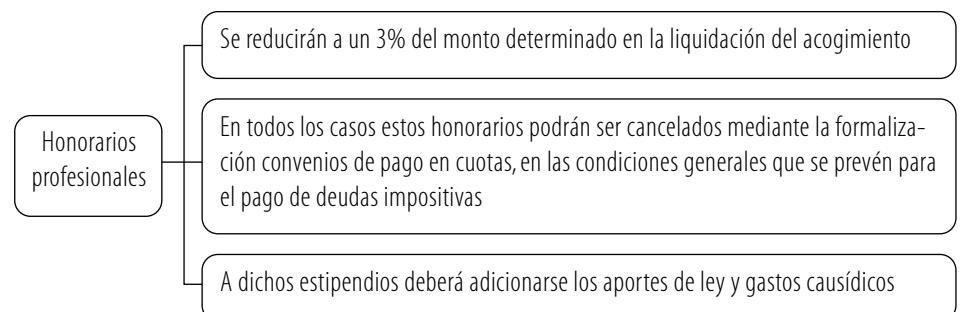 Honorarios
profesionales
Se reducirán a un 3% del monto determinado en la liquidación del acogimiento
En todos los casos estos honorarios podrán ser cancelados mediante la formaliza-
ción convenios de pago en cuotas, en las condiciones generales que se prevén para
el pago de deudas impositivas
A dichos estipendios deberá adicionarse los aportes de ley y gastos causídicos